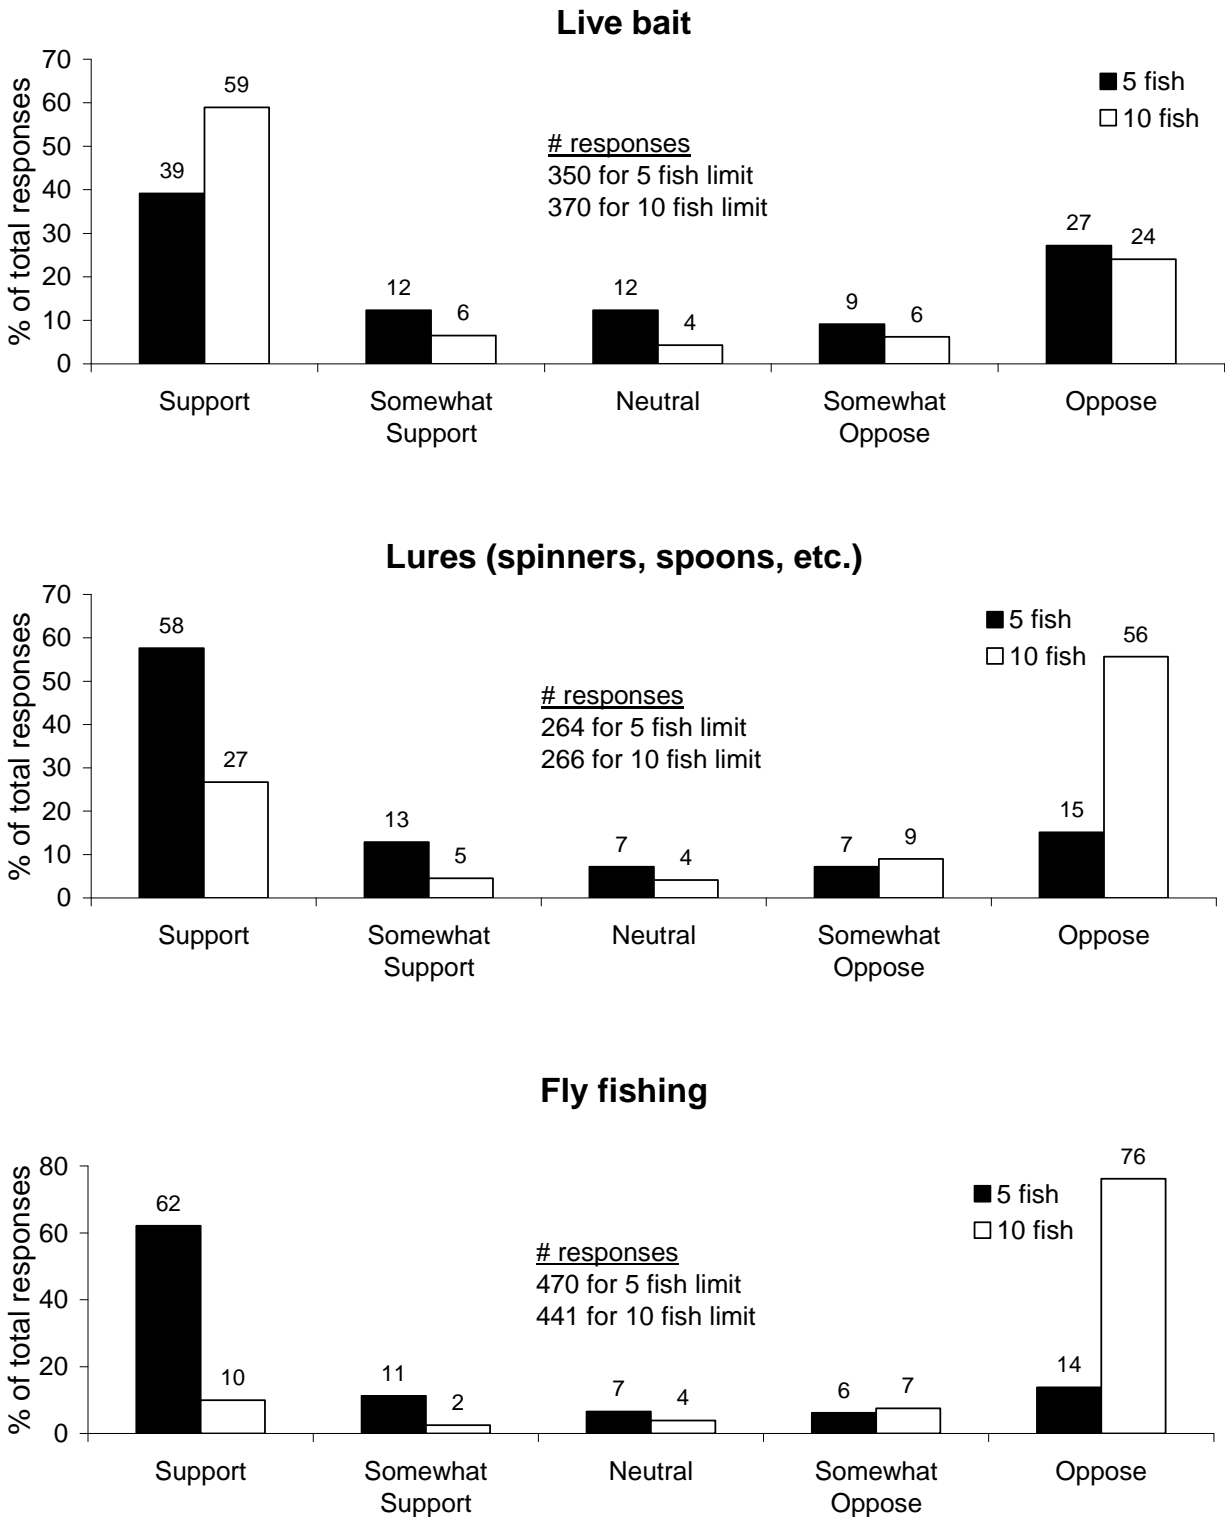 Live bait
% of total responses
70
60
50
40
30
20
10
0
39
59
12
6
12
4
9
6
27
24
# responses
350 for 5 fish limit
370 for 10 fish limit
5 fish
10 fish
Support
Somewhat
Support
Neutral
Somewhat
Oppose
Oppose
Lures (spinners, spoons, etc.)
% of total responses
70
60
50
40
30
20
10
0
58
27
13
5
7
4
7
9
15
56
# responses
264 for 5 fish limit
266 for 10 fish limit
5 fish
10 fish
Support
Somewhat
Support
Neutral
Somewhat
Oppose
Oppose
Fly fishing
% of total responses
80
60
40
20
0
62
10
11
2
7
4
6
7
14
76
# responses
470 for 5 fish limit
441 for 10 fish limit
5 fish
10 fish
Support
Somewhat
Support
Neutral
Somewhat
Oppose
Oppose